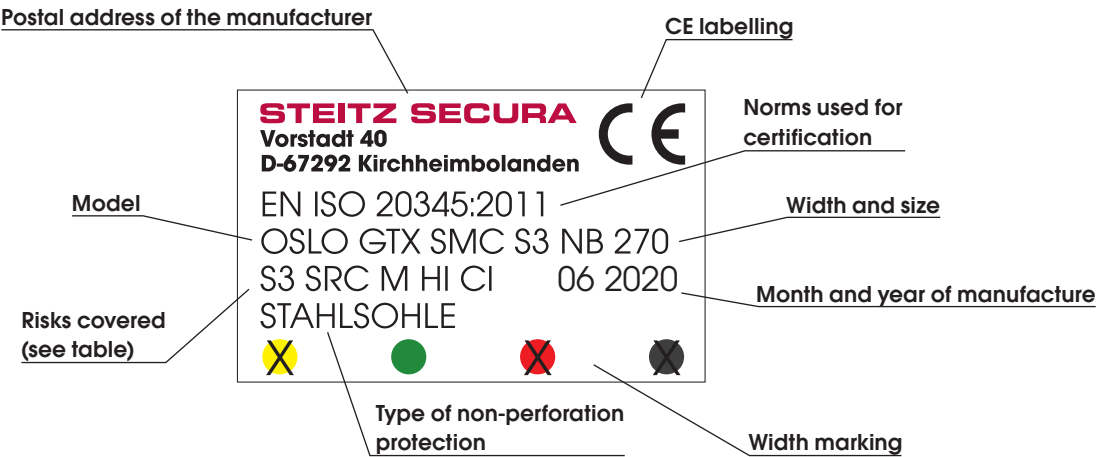 Postal address of the manufacturer
CE labelling
STEITZ SECURA
Vorstadt 40
D-67292 Kirchheimbolanden
CE
Norms used for
certification
EN ISO 20345:2011
Model
Width and size
OSLO GTX SMC S3 NB 270
S3 SRC M HI CI 06 2020
Month and year of manufacture
Risks covered
(see table)
STAHLSOHLE
X X X
Type of non-perforation
protection
Width marking